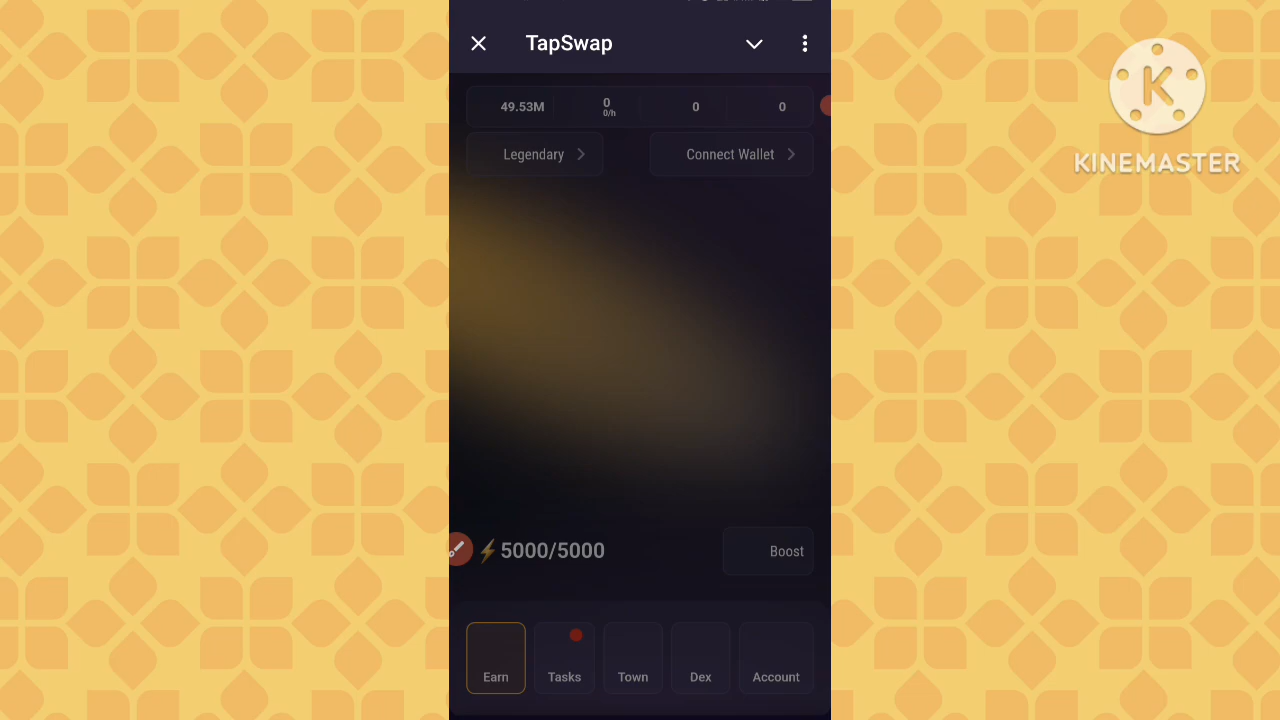 TapSwap
49.53M
0
0/h
0
0
Legendary
Connect Wallet
K
KINEMASTER
5000/5000
Boost
Earn
Tasks
Town
Dex
Account